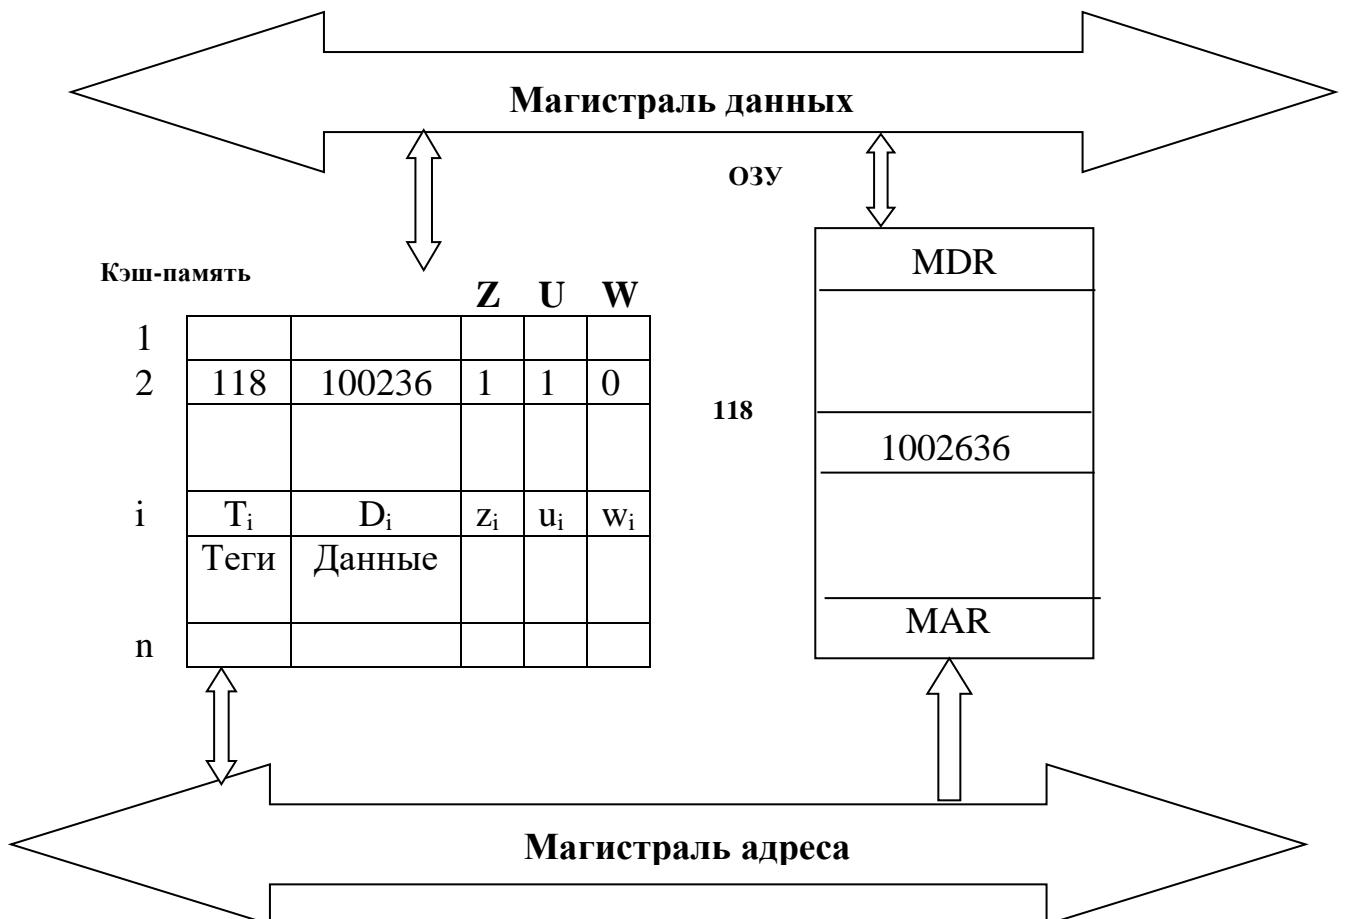 Магистраль данных
ОЗУ
MDR
Кэш-память
Z U W
1
2 118 100236 1 1 0
118
1002636
i Tᵢ Dᵢ zᵢ uᵢ wᵢ
Теги Данные
MAR
n
Магистраль адреса